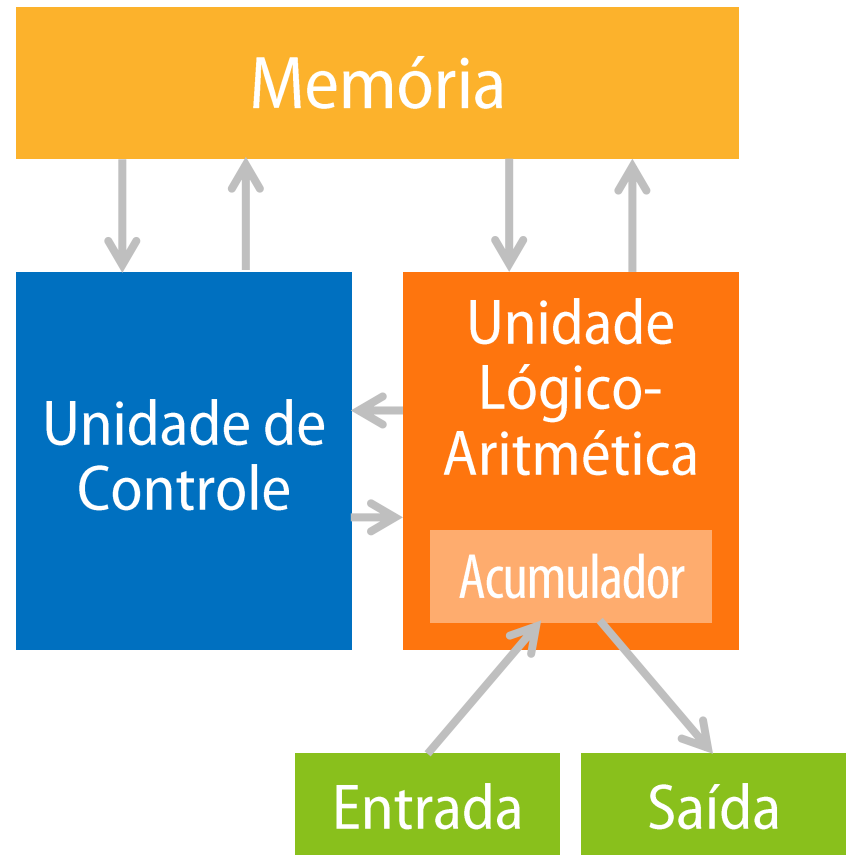 Memória
Unidade de
Controle
Unidade
Lógico-
Aritmética
Acumulador
Entrada
Saída